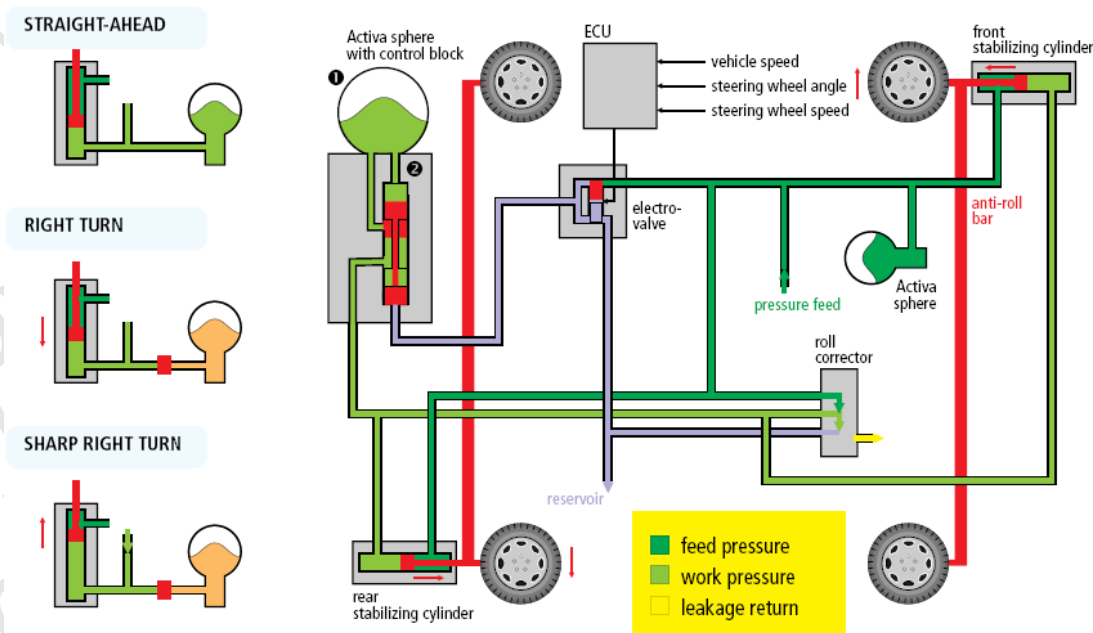 STRAIGHT-AHEAD
RIGHT TURN
SHARP RIGHT TURN
Activa sphere
with control block
❶
❷
ECU
vehicle speed
steering wheel angle
steering wheel speed
front
stabilizing cylinder
electro-
valve
anti-roll
bar
pressure feed
Activa
sphere
roll
corrector
reservoir
rear
stabilizing cylinder
feed pressure
work pressure
leakage return